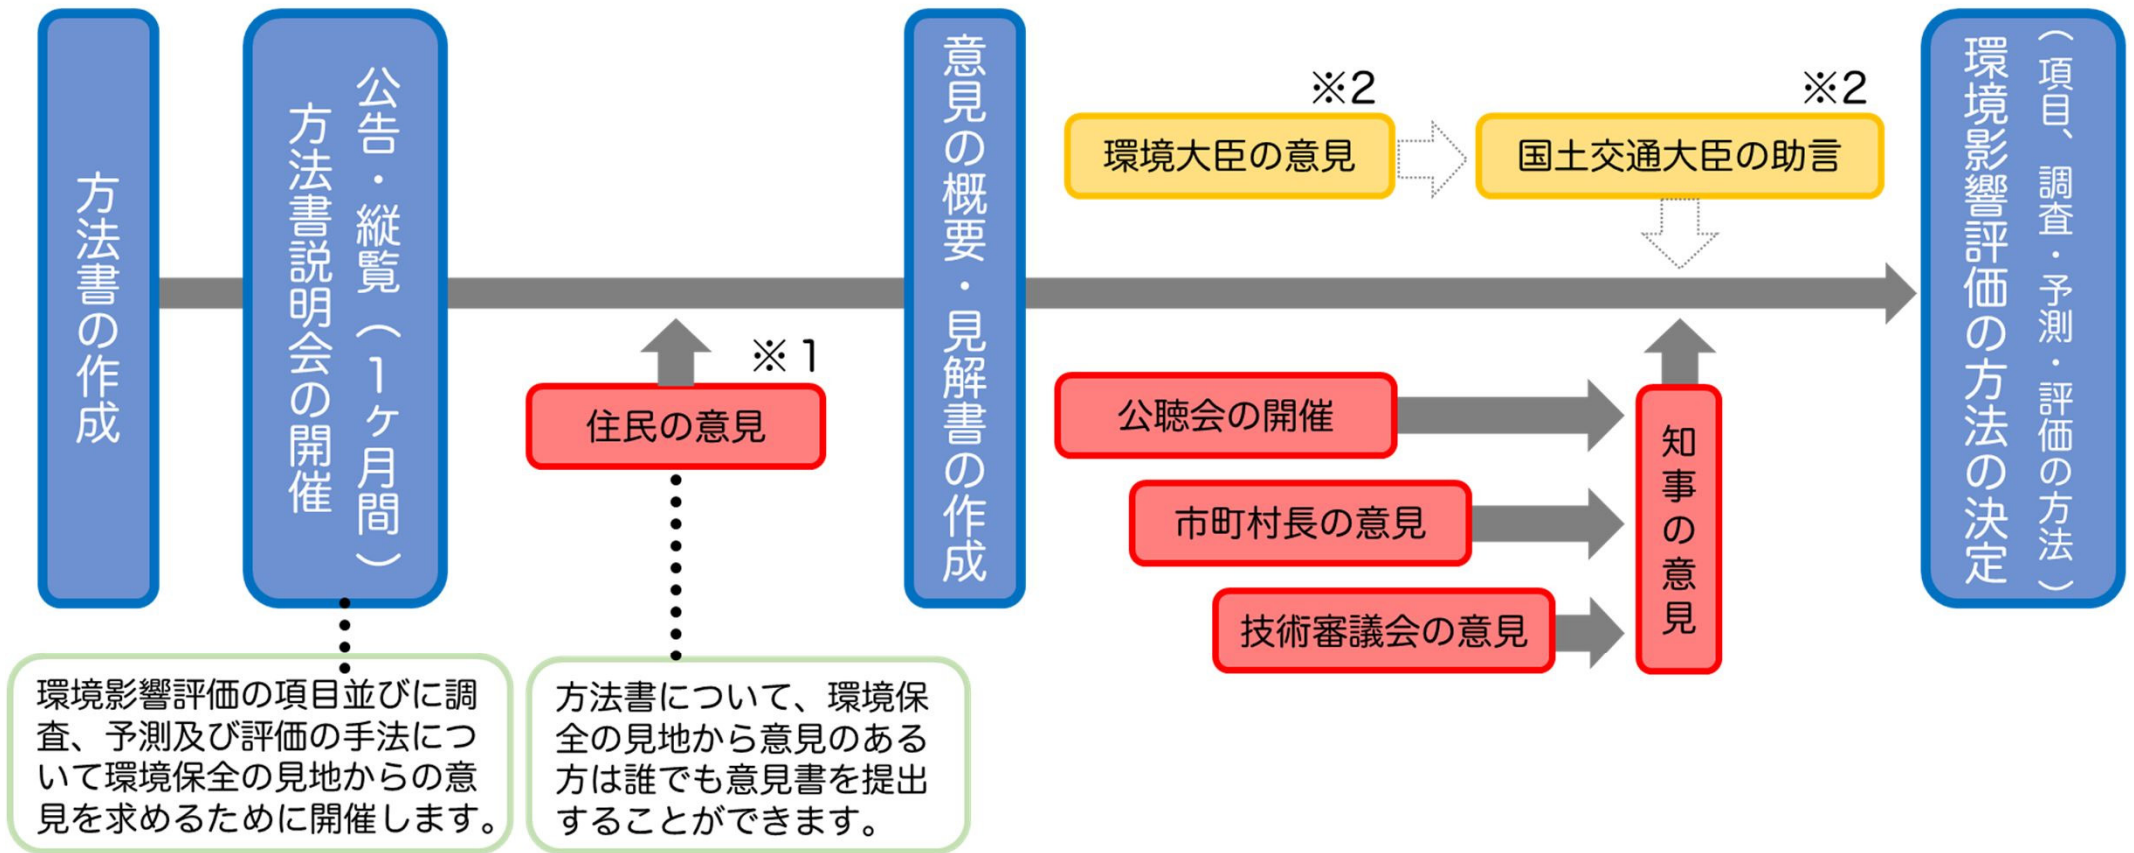 方法書の作成
公告・縦覧（1ヶ月間）
方法書説明会の開催
環境影響評価の項目並びに調
査、予測及び評価の手法につ
いて環境保全の見地からの意
見を求めるために開催します。
※1
住民の意見
方法書について、環境保
全の見地から意見のある
方は誰でも意見書を提出
することができます。
意見の概要・見解書の作成
※2
環境大臣の意見
※2
国土交通大臣の助言
公聴会の開催
市町村長の意見
技術審議会の意見
知事の意見
（項目、調査・予測・評価の方法）
環境影響評価の方法の決定